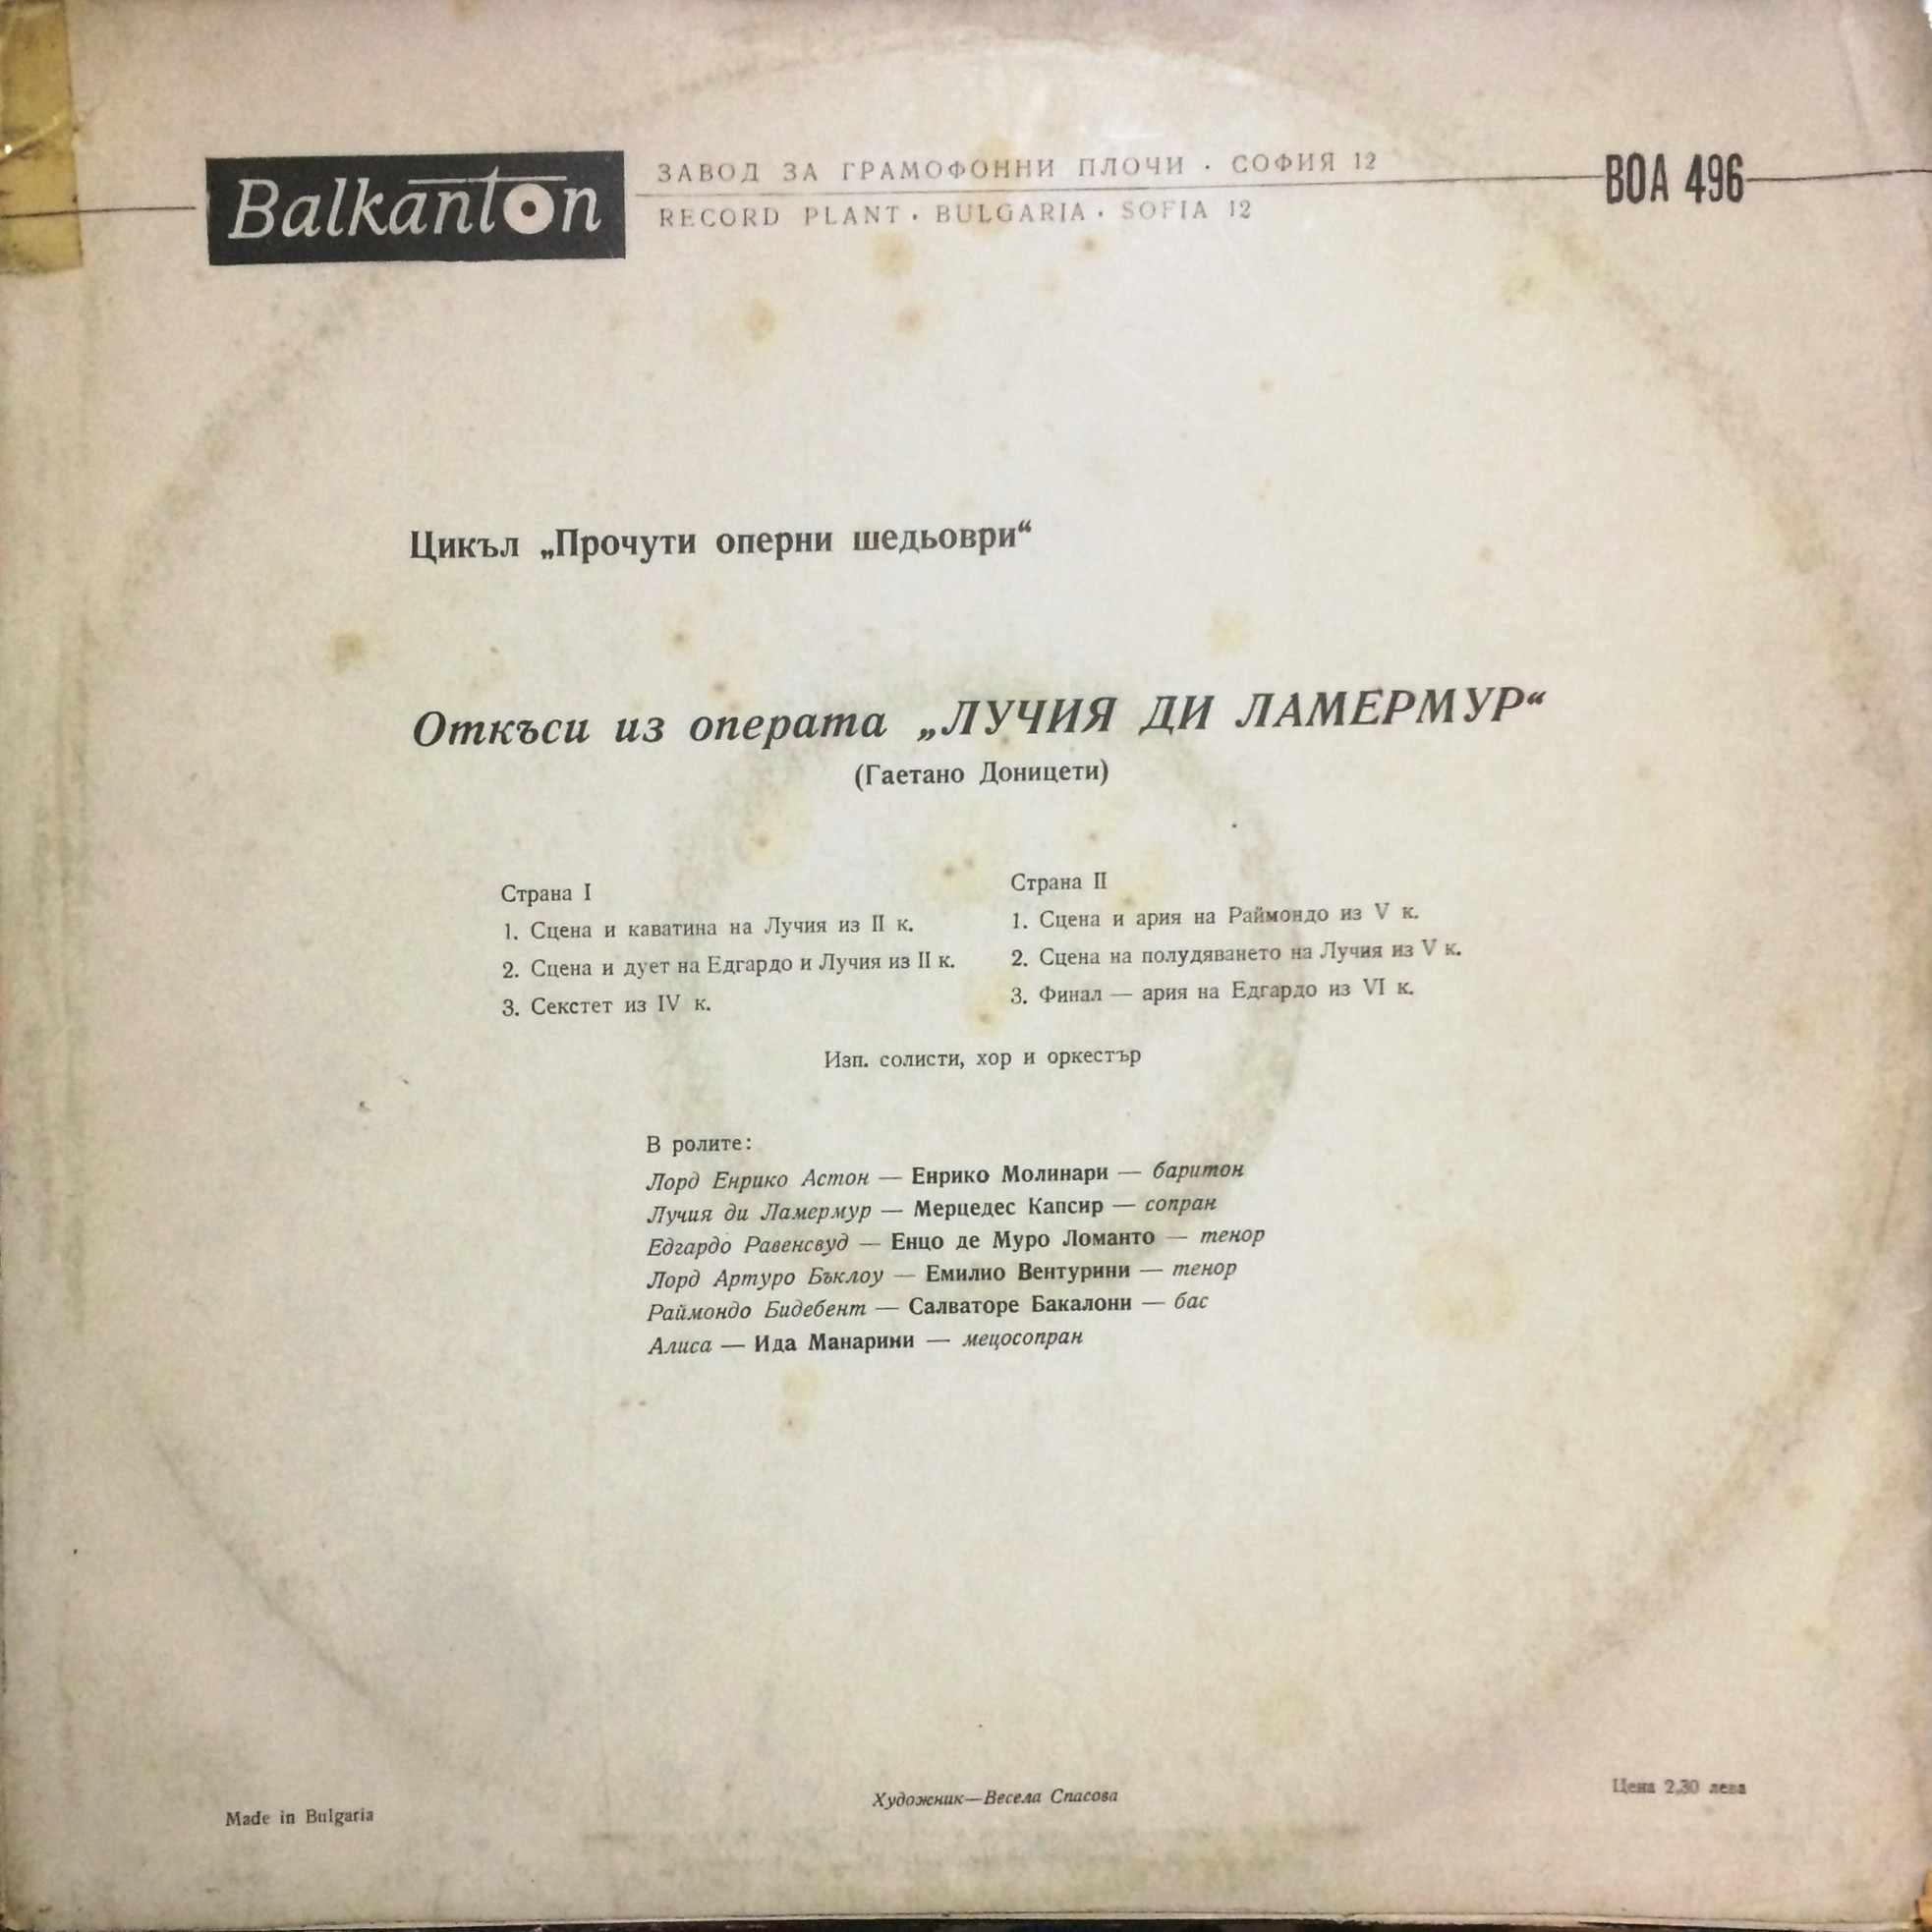 Balkanton
ЗАВОД ЗА ГРАМОФОННИ ПЛОЧИ · СОФИЯ 12
RECORD PLANT · BULGARIA · SOFIA 12
ВОА 496
Цикъл „Прочути оперни шедьоври“
Откъси из операта „ЛУЧИЯ ДИ ЛАМЕРМУР“
(Гаетано Доницети)
Страна I
1. Сцена и каватина на Лучия из II к.
2. Сцена и дует на Едгардо и Лучия из II к.
3. Секстет из IV к.
Страна II
1. Сцена и ария на Раймондо из V к.
2. Сцена на полудяването на Лучия из V к.
3. Финал — ария на Едгардо из VI к.
Изп. солисти, хор и оркестър
В ролите:
Лорд Енрико Астон — Енрико Молинари — баритон
Лучия ди Ламермур — Мерцедес Капсир — сопран
Едгардо Равенсвуд — Енцо де Муро Ломанто — тенор
Лорд Артуро Бъклоу — Емилио Вентурини — тенор
Раймондо Бидебент — Салваторе Бакалони — бас
Алиса — Ида Манарини — мецосопран
Made in Bulgaria
Художник—Весела Спасова
Цена 2,30 лева